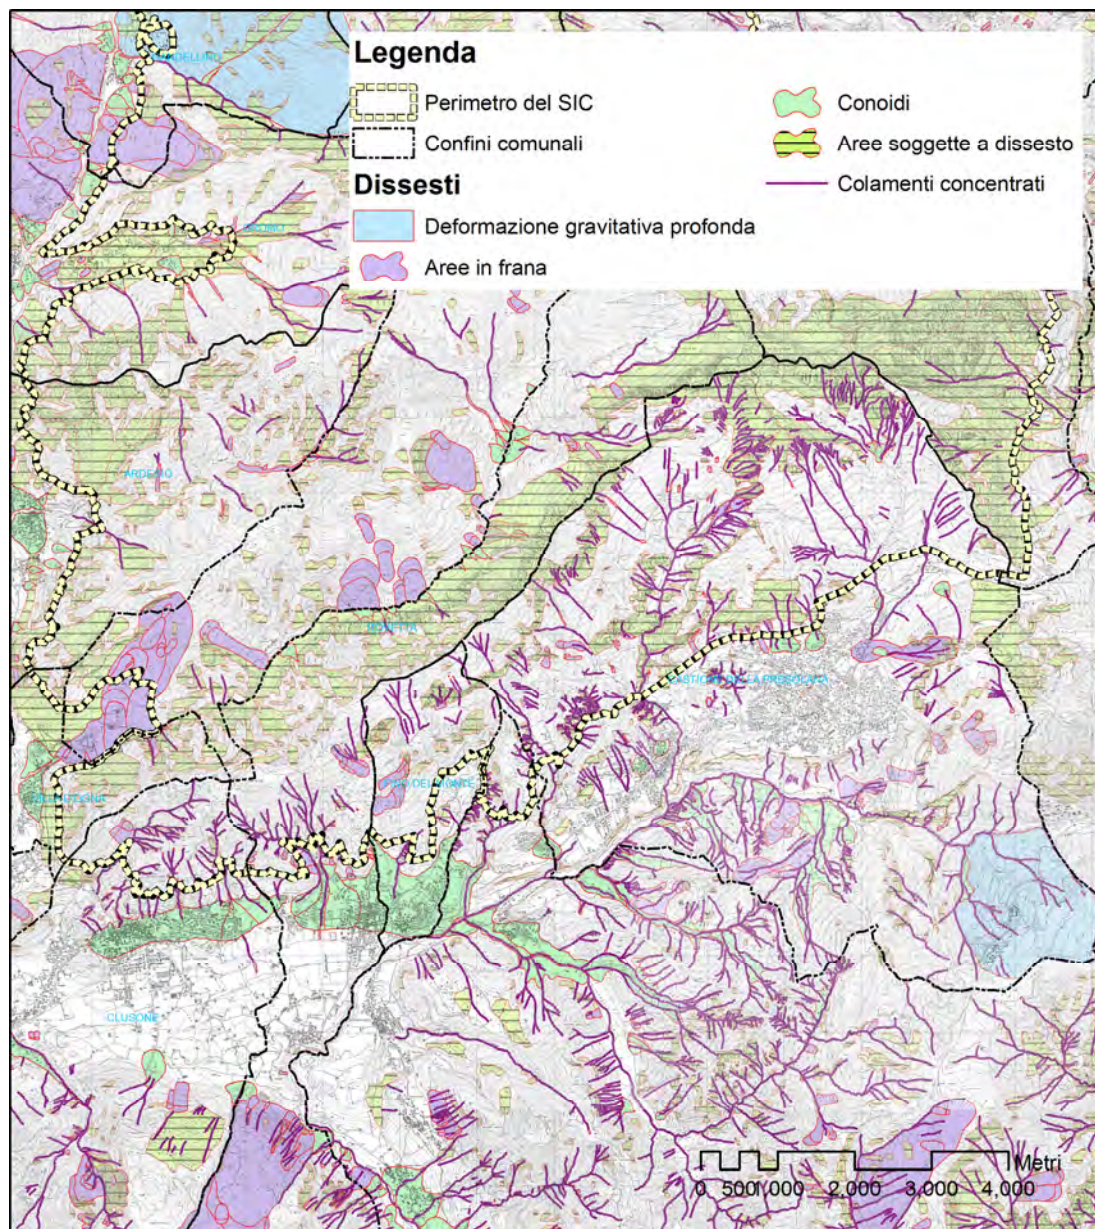 Legenda
Perimetro del SIC
Confini comunali
Dissesti
Deformazione gravitativa profonda
Aree in frana
Conoidi
Aree soggette a dissesto
Colamenti concentrati
ARDESIO
CLUSONE
Metri
0 500 1,000 2,000 3,000 4,000